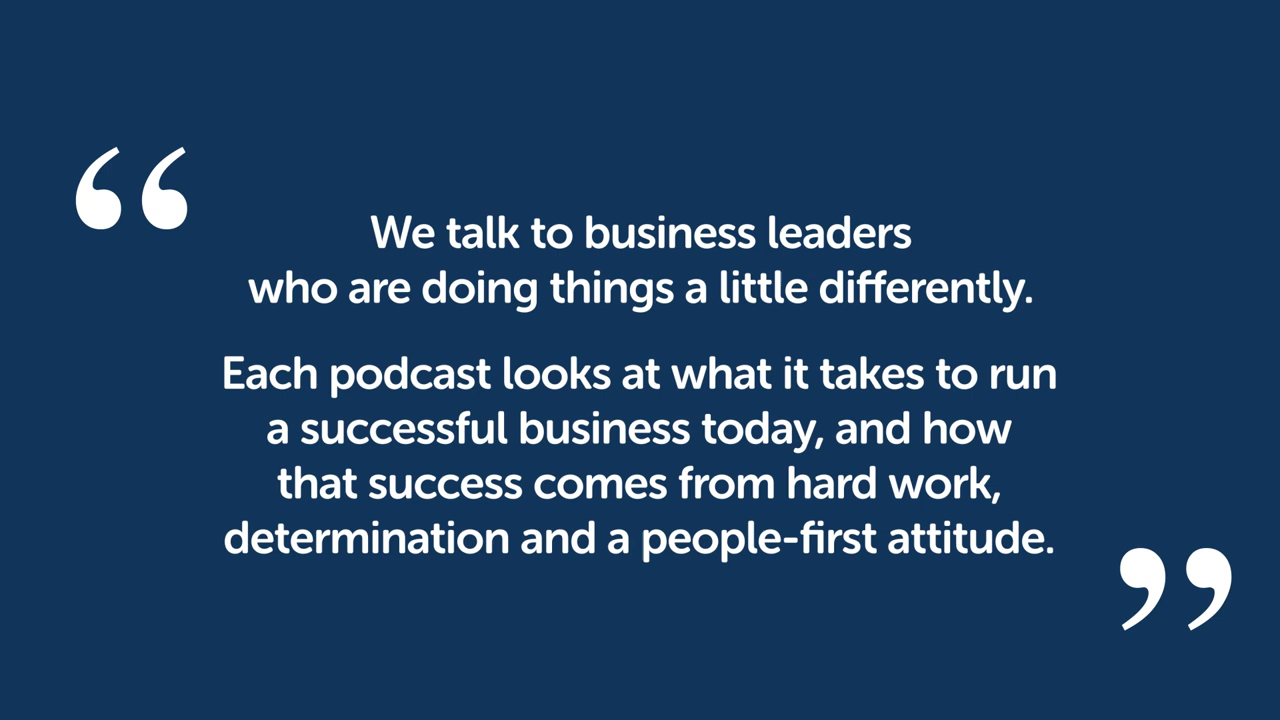 “
We talk to business leaders
who are doing things a little differently.
Each podcast looks at what it takes to run
a successful business today, and how
that success comes from hard work,
determination and a people-first attitude.
”